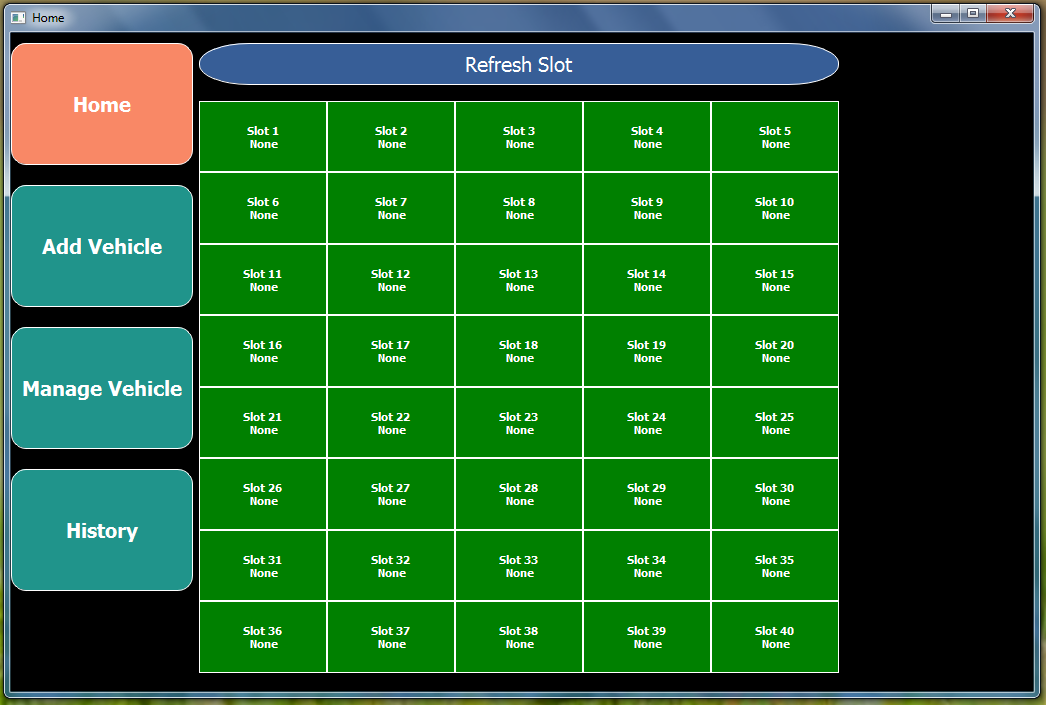 Home
Home
Add Vehicle
Manage Vehicle
History
Refresh Slot
Slot 1
None
Slot 2
None
Slot 3
None
Slot 4
None
Slot 5
None
Slot 6
None
Slot 7
None
Slot 8
None
Slot 9
None
Slot 10
None
Slot 11
None
Slot 12
None
Slot 13
None
Slot 14
None
Slot 15
None
Slot 16
None
Slot 17
None
Slot 18
None
Slot 19
None
Slot 20
None
Slot 21
None
Slot 22
None
Slot 23
None
Slot 24
None
Slot 25
None
Slot 26
None
Slot 27
None
Slot 28
None
Slot 29
None
Slot 30
None
Slot 31
None
Slot 32
None
Slot 33
None
Slot 34
None
Slot 35
None
Slot 36
None
Slot 37
None
Slot 38
None
Slot 39
None
Slot 40
None